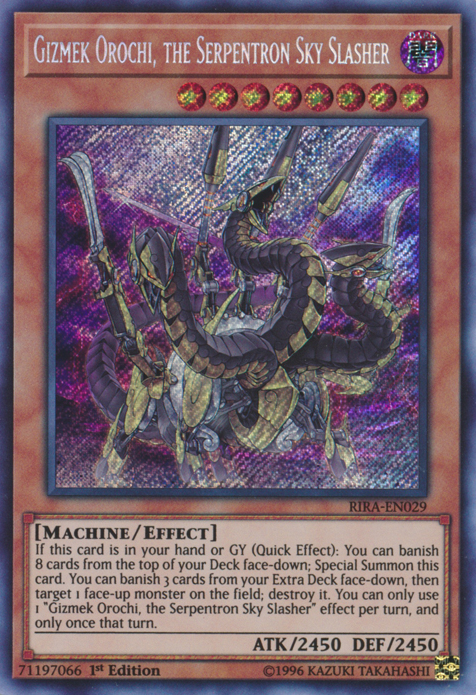 GIZMEK OROCHI, THE SERPENTRON SKY SLASHER
闇
RIRA-EN029
[MACHINE/EFFECT]
If this card is in your hand or GY (Quick Effect): You can banish
8 cards from the top of your Deck face-down; Special Summon this
card. You can banish 3 cards from your Extra Deck face-down, then
target 1 face-up monster on the field; destroy it. You can only use
1 "Gizmek Orochi, the Serpentron Sky Slasher" effect per turn, and
only once that turn.
ATK/2450 DEF/2450
71197066 1st Edition ©1996 KAZUKI TAKAHASHI